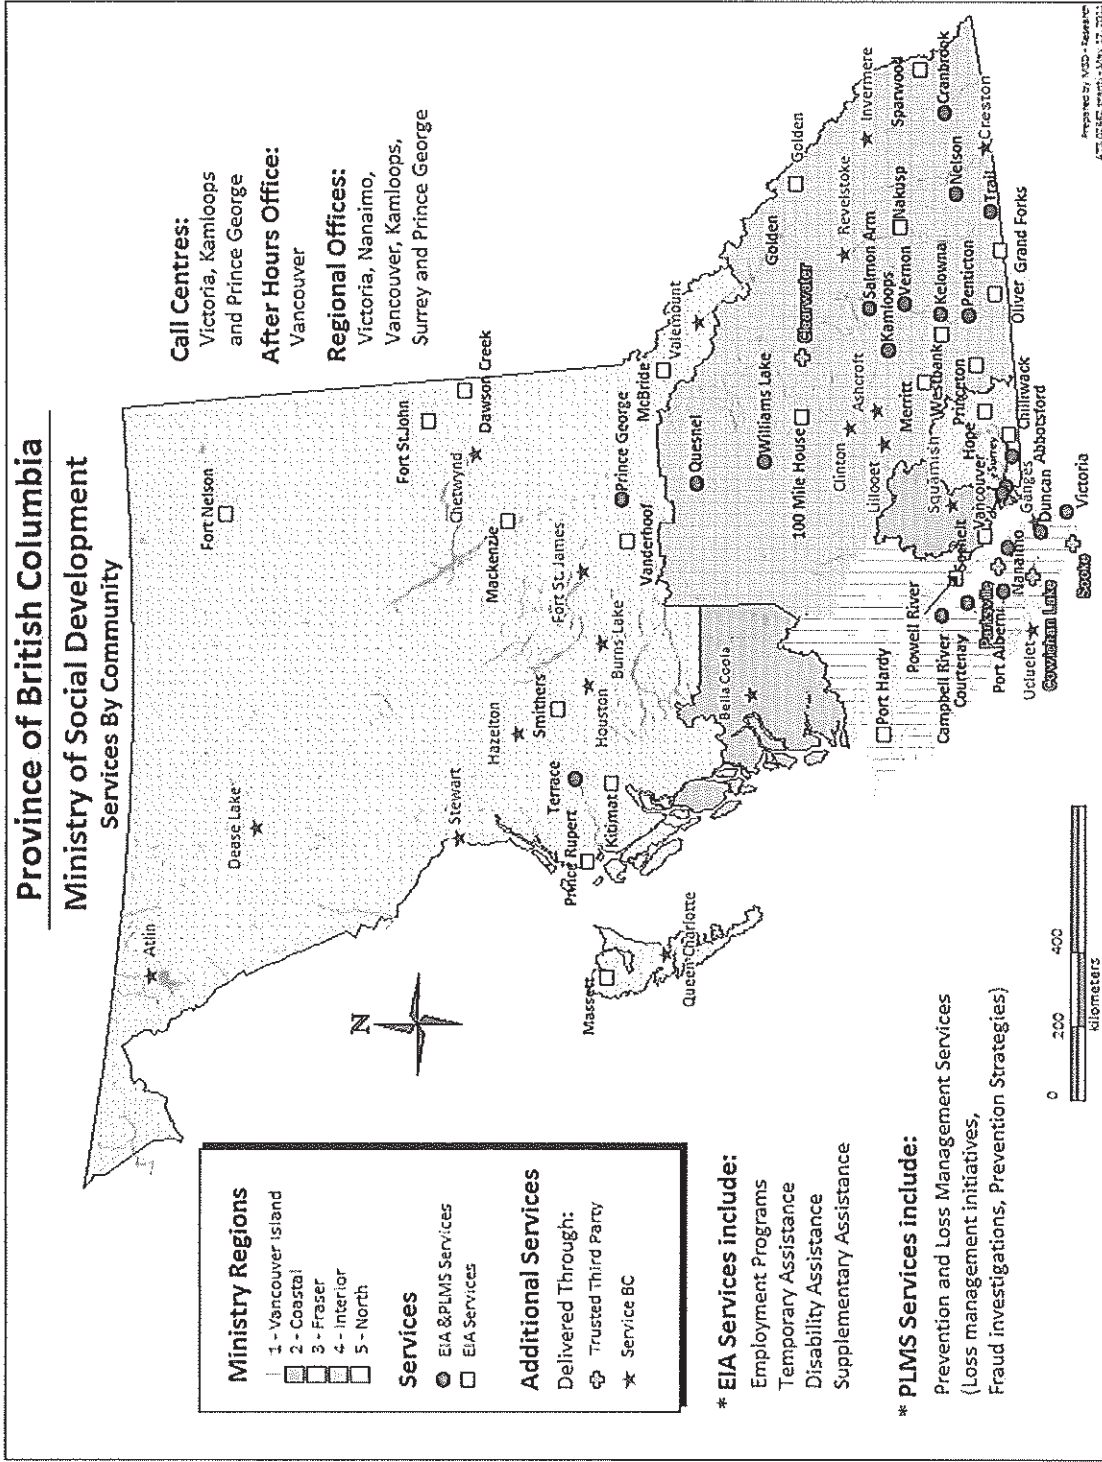 Province of British Columbia
Ministry of Social Development
Services By Community
Call Centres:
Victoria, Kamloops
and Prince George
After Hours Office:
Vancouver
Regional Offices:
Victoria, Nanaimo,
Vancouver, Kamloops,
Surrey and Prince George
Atlin
Dease Lake
Fort Nelson
Stewart
Fort St.John
Dawson Creek
Chetwynd
Mackenzie
Hazelton
Smithers
Fort St. James
Terrace
Prince Rupert
Kitimat
Houston
Burns Lake
Vanderhoof
Prince George
McBride
Valemount
Massett
Queen Charlotte
Bella Coola
Quesnel
Williams Lake
100 Mile House
Clearwater
Golden
Golden
Clinton
Ashcroft
Lillooet
Kamloops
Salmon Arm
Revelstoke
Invermere
Merritt
Vernon
Nakusp
Sparwood
Westbank
Kelowna
Cranbrook
Squamish
Princeton
Penticton
Nelson
Hope
Trail
Creston
Vancouver
Surrey
Chilliwack
Oliver
Grand Forks
Abbotsford
Port Hardy
Powell River
Sechelt
Campbell River
Courtenay
Parksville
Port Alberni
Nanaimo
Ucluelet
Cowichan Lake
Ganges
Duncan
Sooke
Victoria
N
Ministry Regions
1 - Vancouver Island
2 - Coastal
3 - Fraser
4 - Interior
5 - North
Services
EIA & PLMS Services
EIA Services
Additional Services
Delivered Through:
Trusted Third Party
Service BC
* EIA Services include:
Employment Programs
Temporary Assistance
Disability Assistance
Supplementary Assistance
* PLMS Services include:
Prevention and Loss Management Services
(Loss management initiatives,
Fraud investigations, Prevention Strategies)
0 200 400
kilometers
Prepared by MSD - Research